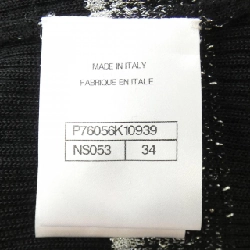 MADE IN ITALY
FABRIQUE EN ITALIE
P76056K10939
NS053 34